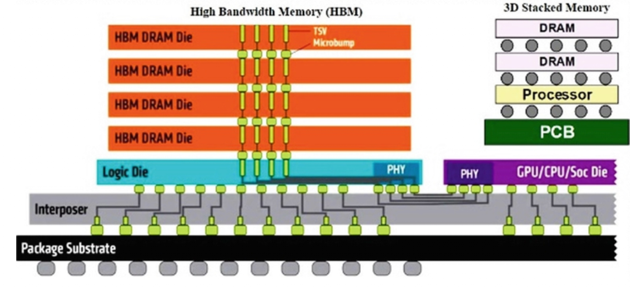 High Bandwidth Memory (HBM)
3D Stacked Memory
HBM DRAM Die
TSV
Microbump
HBM DRAM Die
HBM DRAM Die
HBM DRAM Die
Logic Die
PHY
PHY
GPU/CPU/Soc Die
Interposer
Package Substrate
DRAM
DRAM
Processor
PCB